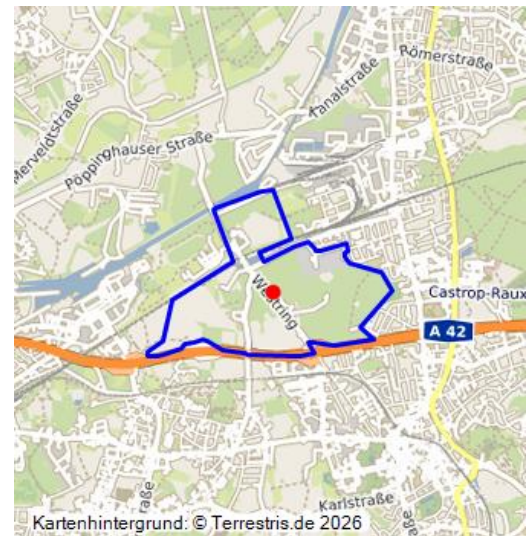 Römerstraße
Kanalstraße
Merveldtstraße
Pöppinghauser Straße
Westring
Castrop-Raux
A 42
Karlstraße
Kartenhintergrund: © Terrestris.de 2026